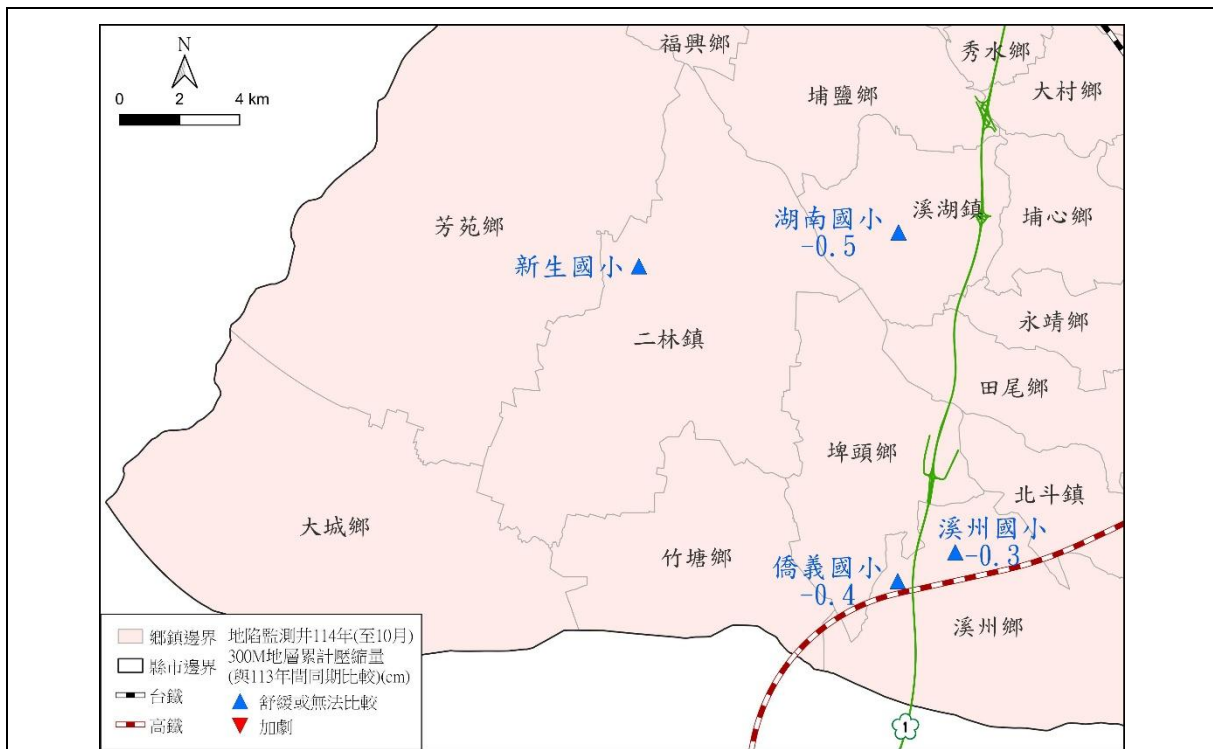 N
0 2 4 km
福興鄉
秀水鄉
大村鄉
埔鹽鄉
溪湖鎮
埔心鄉
芳苑鄉
湖南國小
-0.5
新生國小
永靖鄉
二林鎮
田尾鄉
埤頭鄉
北斗鎮
大城鄉
竹塘鄉
溪州國小
-0.3
僑義國小
-0.4
溪州鄉
鄉鎮邊界
縣市邊界
台鐵
高鐵
地陷監測井114年(至10月)
300M地層累計壓縮量
(與113年間同期比較)(cm)
舒緩或無法比較
加劇
1